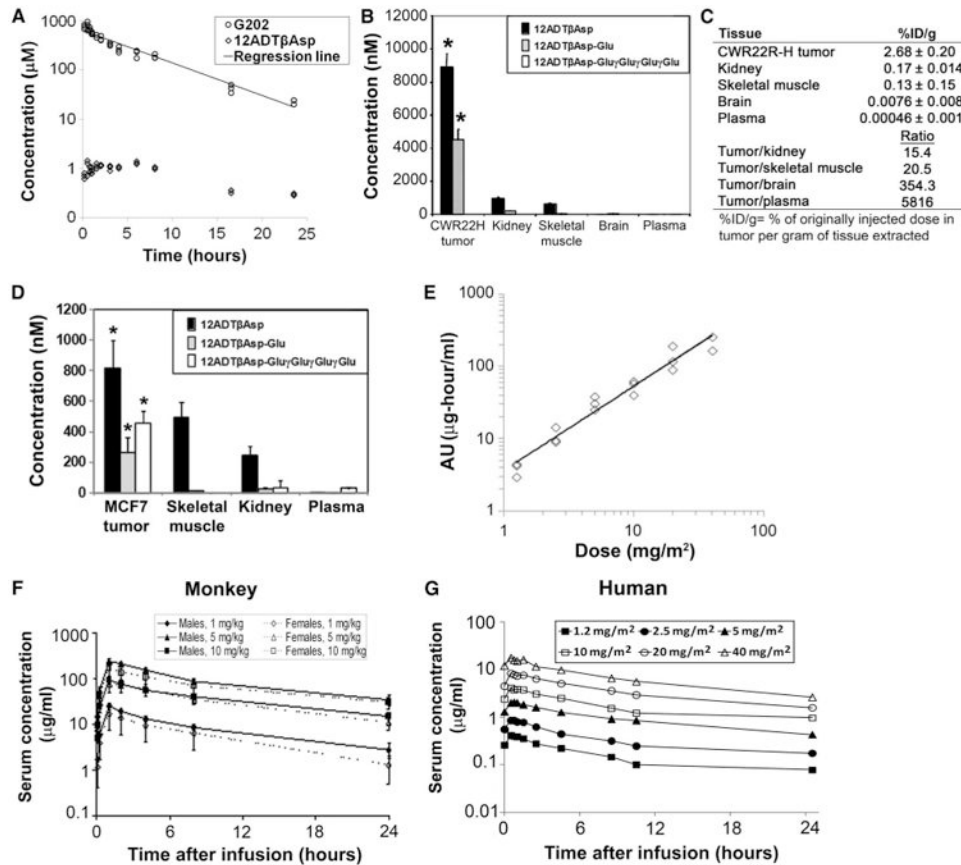 A
G202
12ADTβAsp
Regression line
Concentration (μM)
1000
100
10
1
0
0 5 10 15 20 25 30
Time (hours)
B
12ADTβAsp
12ADTβAsp-Glu
12ADTβAsp-GluγGluγGluγGlu
Concentration (nM)
12000
10000
8000
6000
4000
2000
0
*
*
CWR22H tumor
Kidney
Skeletal muscle
Brain
Plasma
C
Tissue %ID/g
CWR22R-H tumor 2.68 ± 0.20
Kidney 0.17 ± 0.014
Skeletal muscle 0.13 ± 0.15
Brain 0.0076 ± 0.008
Plasma 0.00046 ± 0.001
Ratio
Tumor/kidney 15.4
Tumor/skeletal muscle 20.5
Tumor/brain 354.3
Tumor/plasma 5816
%ID/g= % of originally injected dose in
tumor per gram of tissue extracted
D
12ADTβAsp
12ADTβAsp-Glu
12ADTβAsp-GluγGluγGluγGlu
Concentration (nM)
1200
1000
800
600
400
200
0
*
*
*
MCF7 tumor
Skeletal muscle
Kidney
Plasma
E
AU (μg-hour/ml)
1000
100
10
1
1 10 100
Dose (mg/m²)
F
Monkey
Males, 1 mg/kg Females, 1 mg/kg
Males, 5 mg/kg Females, 5 mg/kg
Males, 10 mg/kg Females, 10 mg/kg
Serum concentration
(μg/ml)
1000
100
10
1
0.1
0 6 12 18 24
Time after infusion (hours)
G
Human
1.2 mg/m² 2.5 mg/m² 5 mg/m²
10 mg/m² 20 mg/m² 40 mg/m²
Serum concentration
(μg/ml)
100
10
1
0.1
0.01
0 6 12 18 24
Time after infusion (hours)